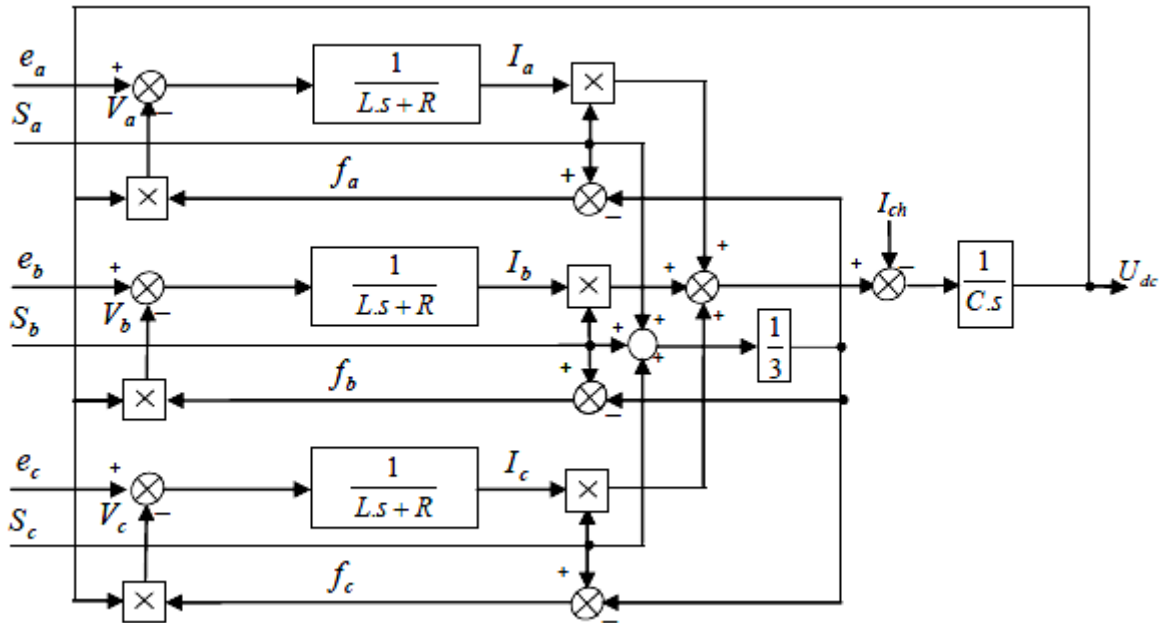 e_a + V_a − 1/(L.s + R) I_a ×
S_a
× f_a + −
+ + + + + − I_ch
e_b + V_b − 1/(L.s + R) I_b × 1/(C.s) U_dc
S_b + + + 1/3
× f_b + −
e_c + V_c − 1/(L.s + R) I_c ×
S_c
× f_c + −